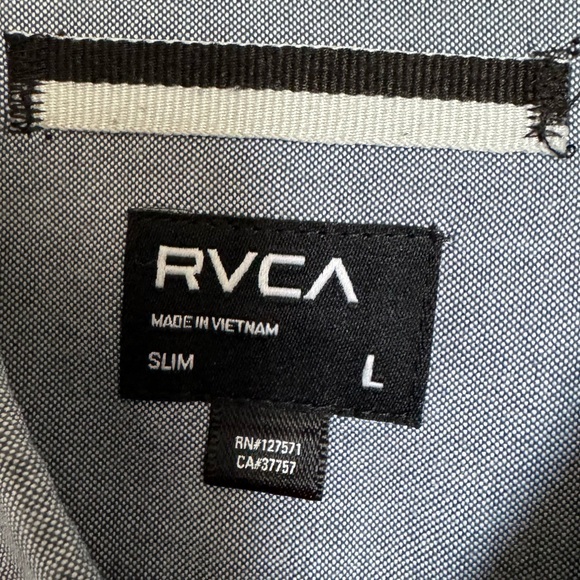 RVCA
MADE IN VIETNAM
SLIM L
RN#127571
CA#37757